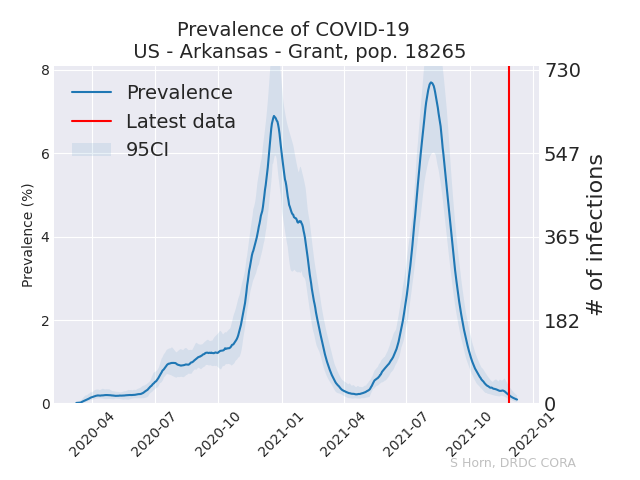 Prevalence of COVID-19
US - Arkansas - Grant, pop. 18265
Prevalence
Latest data
95CI
Prevalence (%)
8
6
4
2
0
730
547
365
182
0
# of infections
2020-04
2020-07
2020-10
2021-01
2021-04
2021-07
2021-10
2022-01
S Horn, DRDC CORA